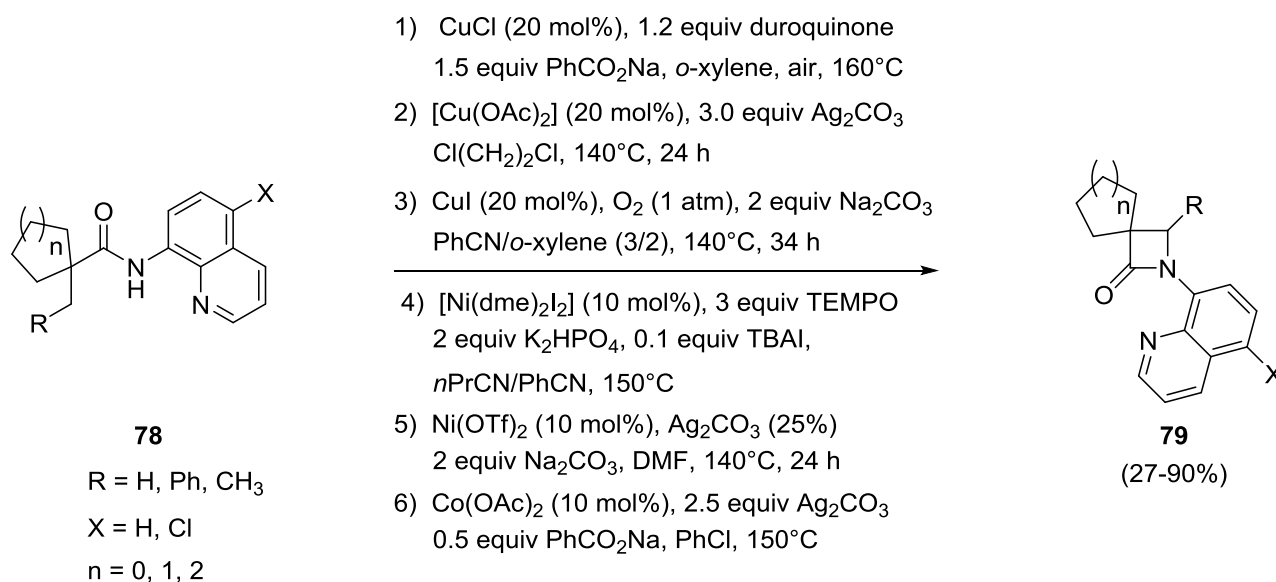 1) CuCl (20 mol%), 1.2 equiv duroquinone
1.5 equiv PhCO₂Na, o-xylene, air, 160°C
2) [Cu(OAc)₂] (20 mol%), 3.0 equiv Ag₂CO₃
Cl(CH₂)₂Cl, 140°C, 24 h
3) CuI (20 mol%), O₂ (1 atm), 2 equiv Na₂CO₃
PhCN/o-xylene (3/2), 140°C, 34 h
4) [Ni(dme)₂I₂] (10 mol%), 3 equiv TEMPO
2 equiv K₂HPO₄, 0.1 equiv TBAI,
nPrCN/PhCN, 150°C
5) Ni(OTf)₂ (10 mol%), Ag₂CO₃ (25%)
2 equiv Na₂CO₃, DMF, 140°C, 24 h
6) Co(OAc)₂ (10 mol%), 2.5 equiv Ag₂CO₃
0.5 equiv PhCO₂Na, PhCl, 150°C
( )
n
O
N
H
N
X
R
78
R = H, Ph, CH₃
X = H, Cl
n = 0, 1, 2
( )
n
R
O
N
N
X
79
(27-90%)